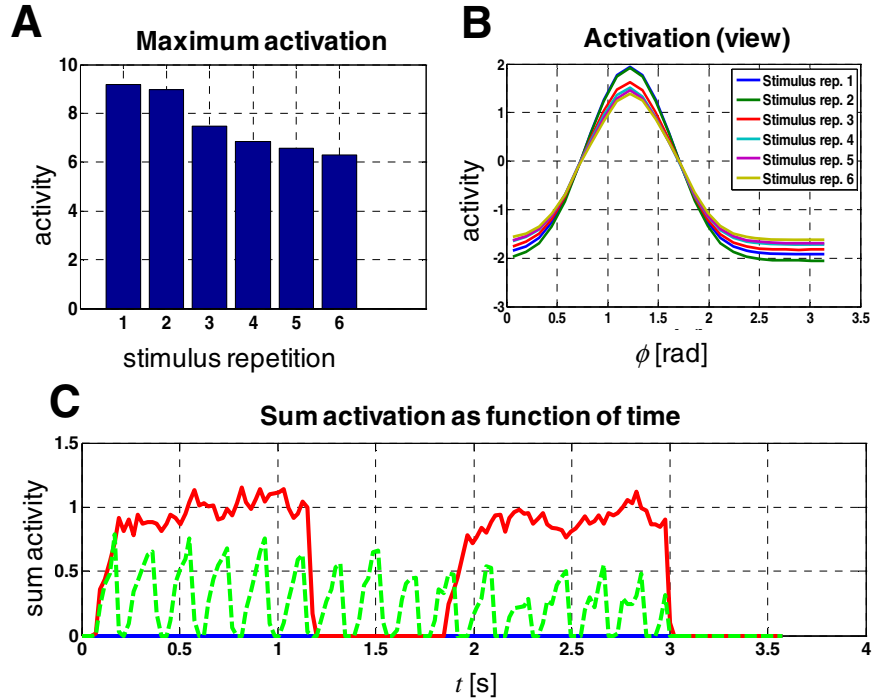 A
Maximum activation
10
8
6
4
2
0
activity
1 2 3 4 5 6
stimulus repetition
B
Activation (view)
2
1
0
-1
-2
-3
activity
Stimulus rep. 1
Stimulus rep. 2
Stimulus rep. 3
Stimulus rep. 4
Stimulus rep. 5
Stimulus rep. 6
0 0.5 1 1.5 2 2.5 3 3.5
ϕ [rad]
C
Sum activation as function of time
1.5
1
0.5
0
sum activity
0 0.5 1 1.5 2 2.5 3 3.5 4
t [s]